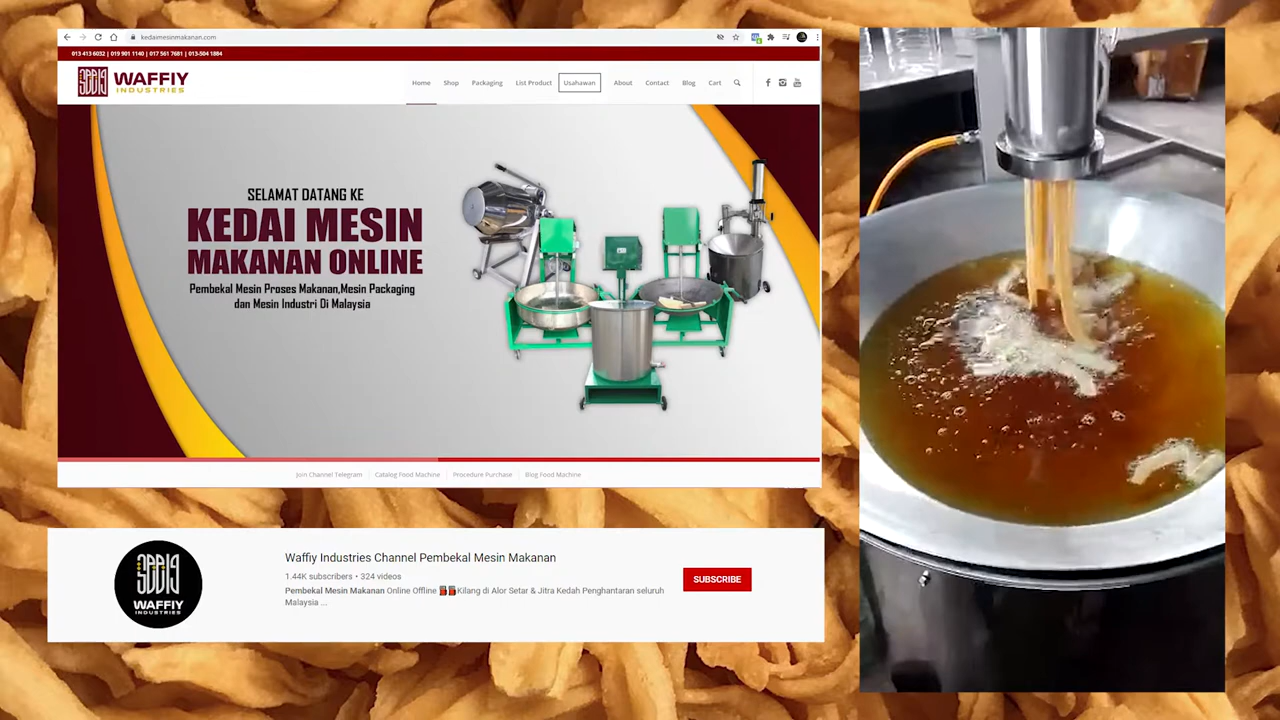 kedaimesinmakanan.com
013 413 6032 | 019 901 1140 | 017 561 7681 | 013-504 1884
WAFFIY
INDUSTRIES
Home Shop Packaging List Product Usahawan About Contact Blog Cart
SELAMAT DATANG KE
KEDAI MESIN
MAKANAN ONLINE
Pembekal Mesin Proses Makanan,Mesin Packaging
dan Mesin Industri Di Malaysia
Join Channel Telegram Catalog Food Machine Procedure Purchase Blog Food Machine
WAFFIY
INDUSTRIES
Waffiy Industries Channel Pembekal Mesin Makanan
1.44K subscribers • 324 videos
Pembekal Mesin Makanan Online Offline Kilang di Alor Setar & Jitra Kedah Penghantaran seluruh
Malaysia ...
SUBSCRIBE